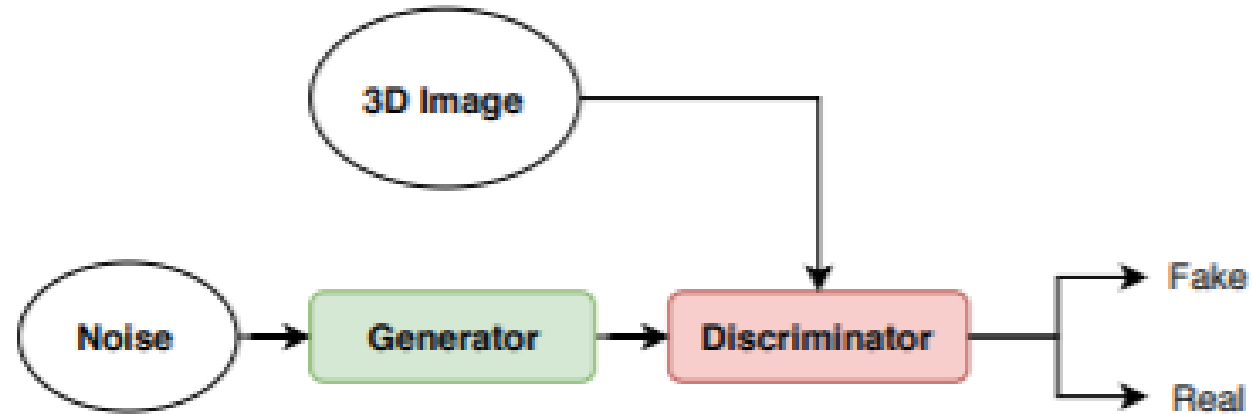 3D Image
Noise
Generator
Discriminator
Fake
Real